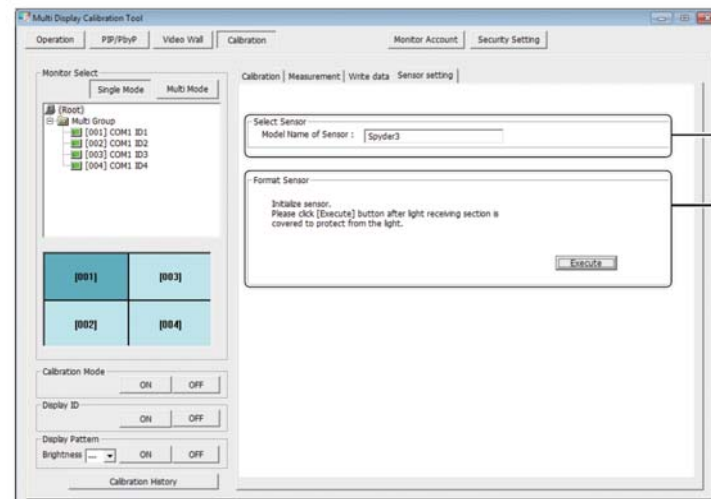 Multi Display Calibration Tool
Operation PIP/PbyP Video Wall Calibration Monitor Account Security Setting
Monitor Select
Single Mode Multi Mode
(Root)
Multi Group
[001] COM1 ID1
[002] COM1 ID2
[003] COM1 ID3
[004] COM1 ID4
[001] [003]
[002] [004]
Calibration Mode
ON OFF
Display ID
ON OFF
Display Pattern
Brightness --- ON OFF
Calibration History
Calibration Measurement Write data Sensor setting
Select Sensor
Model Name of Sensor : Spyder3
Format Sensor
Initialize sensor.
Please click [Execute] button after light receiving section is
covered to protect from the light.
Execute